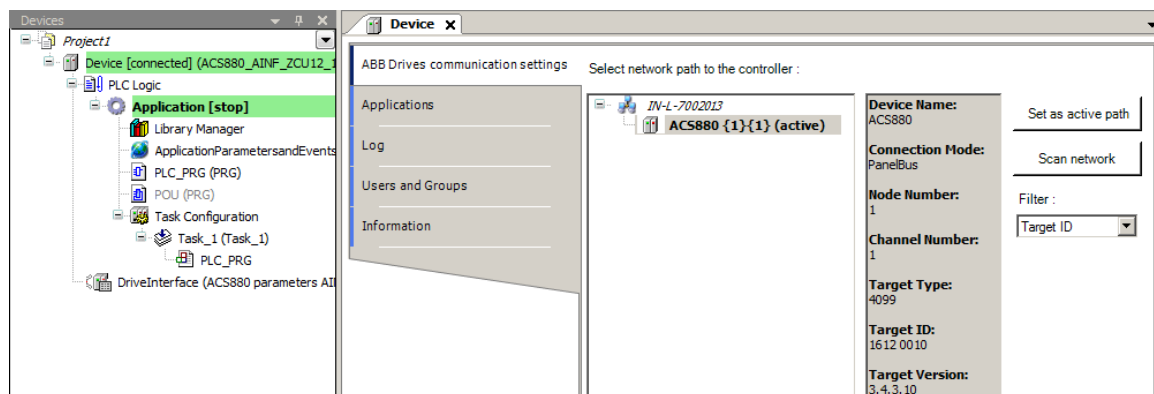 Devices
Project1
Device [connected] (ACS880_AINF_ZCU12_1
PLC Logic
Application [stop]
Library Manager
ApplicationParametersandEvents
PLC_PRG (PRG)
POU (PRG)
Task Configuration
Task_1 (Task_1)
PLC_PRG
DriveInterface (ACS880 parameters AI
Device
ABB Drives communication settings
Applications
Log
Users and Groups
Information
Select network path to the controller :
IN-L-7002013
ACS880 {1}{1} (active)
Device Name:
ACS880
Connection Mode:
PanelBus
Node Number:
1
Channel Number:
1
Target Type:
4099
Target ID:
1612 0010
Target Version:
3.4.3.10
Set as active path
Scan network
Filter :
Target ID